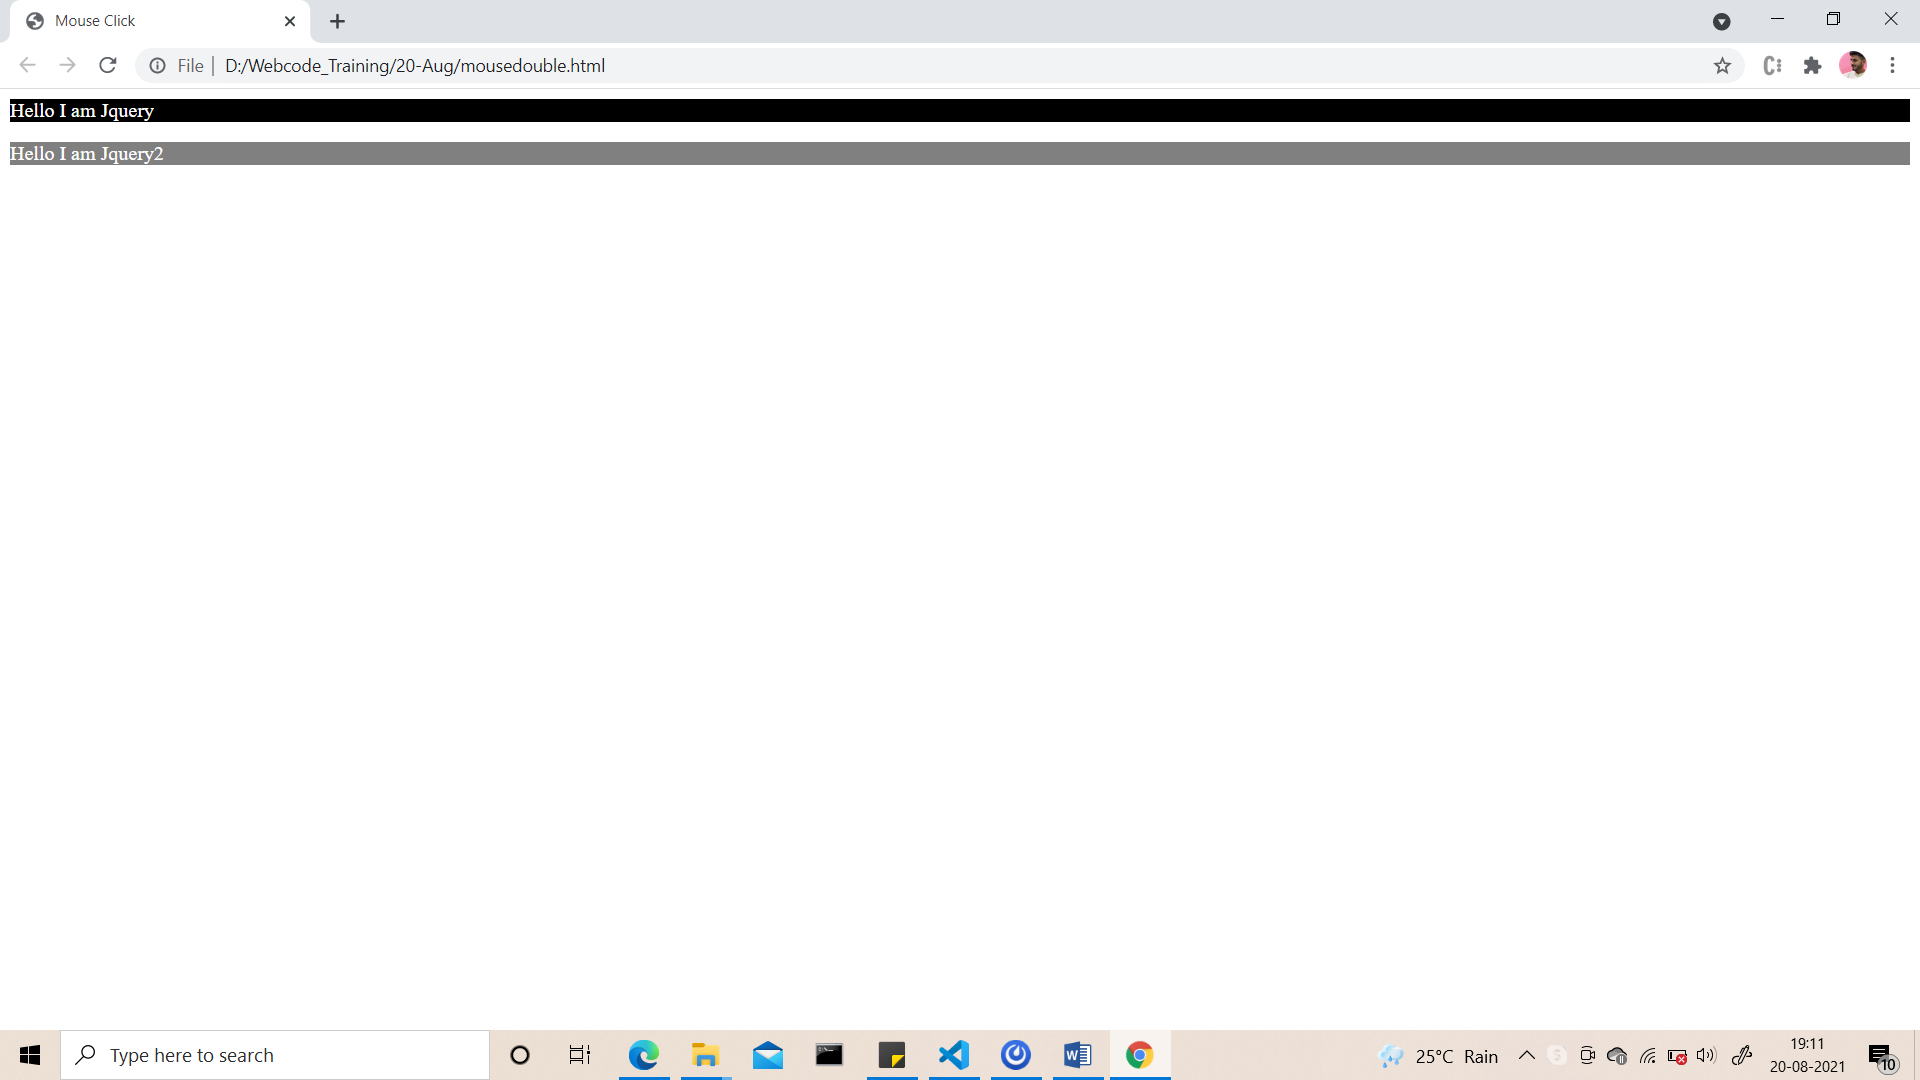 Mouse Click
File
D:/Webcode_Training/20-Aug/mousedouble.html
Hello I am Jquery
Hello I am Jquery2
Type here to search
25°C Rain
19:11
20-08-2021
10